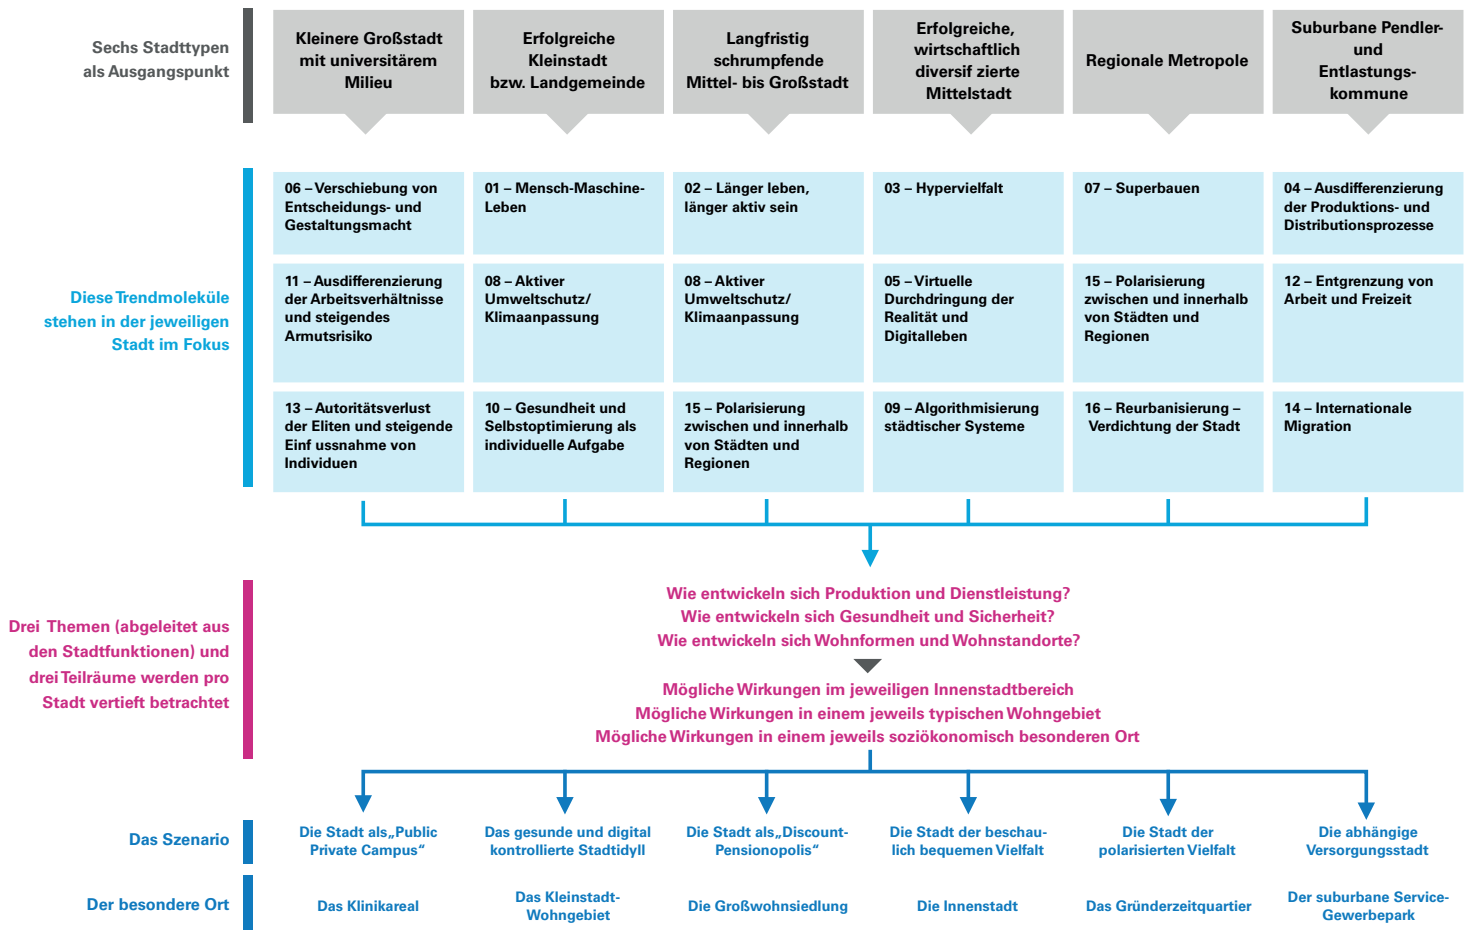 Sechs Stadttypen
als Ausgangspunkt
Kleinere Großstadt
mit universitärem
Milieu
Erfolgreiche
Kleinstadt
bzw. Landgemeinde
Langfristig
schrumpfende
Mittel- bis Großstadt
Erfolgreiche,
wirtschaftlich
diversif zierte
Mittelstadt
Regionale Metropole
Suburbane Pendler-
und
Entlastungs-
kommune
Diese Trendmoleküle
stehen in der jeweiligen
Stadt im Fokus
06 – Verschiebung von
Entscheidungs- und
Gestaltungsmacht
01 – Mensch-Maschine-
Leben
02 – Länger leben,
länger aktiv sein
03 – Hypervielfalt
07 – Superbauen
04 – Ausdifferenzierung
der Produktions- und
Distributionsprozesse
11 – Ausdifferenzierung
der Arbeitsverhältnisse
und steigendes
Armutsrisiko
08 – Aktiver
Umweltschutz/
Klimaanpassung
08 – Aktiver
Umweltschutz/
Klimaanpassung
05 – Virtuelle
Durchdringung der
Realität und
Digitalleben
15 – Polarisierung
zwischen und innerhalb
von Städten und
Regionen
12 – Entgrenzung von
Arbeit und Freizeit
13 – Autoritätsverlust
der Eliten und steigende
Einf ussnahme von
Individuen
10 – Gesundheit und
Selbstoptimierung als
individuelle Aufgabe
15 – Polarisierung
zwischen und innerhalb
von Städten und
Regionen
09 – Algorithmisierung
städtischer Systeme
16 – Reurbanisierung –
Verdichtung der Stadt
14 – Internationale
Migration
Drei Themen (abgeleitet aus
den Stadtfunktionen) und
drei Teilräume werden pro
Stadt vertieft betrachtet
Wie entwickeln sich Produktion und Dienstleistung?
Wie entwickeln sich Gesundheit und Sicherheit?
Wie entwickeln sich Wohnformen und Wohnstandorte?
Mögliche Wirkungen im jeweiligen Innenstadtbereich
Mögliche Wirkungen in einem jeweils typischen Wohngebiet
Mögliche Wirkungen in einem jeweils soziökonomisch besonderen Ort
Das Szenario
Die Stadt als „Public
Private Campus“
Das gesunde und digital
kontrollierte Stadtidyll
Die Stadt als „Discount-
Pensionopolis“
Die Stadt der beschau-
lich bequemen Vielfalt
Die Stadt der
polarisierten Vielfalt
Die abhängige
Versorgungsstadt
Der besondere Ort
Das Klinikareal
Das Kleinstadt-
Wohngebiet
Die Großwohnsiedlung
Die Innenstadt
Das Gründerzeitquartier
Der suburbane Service-
Gewerbepark